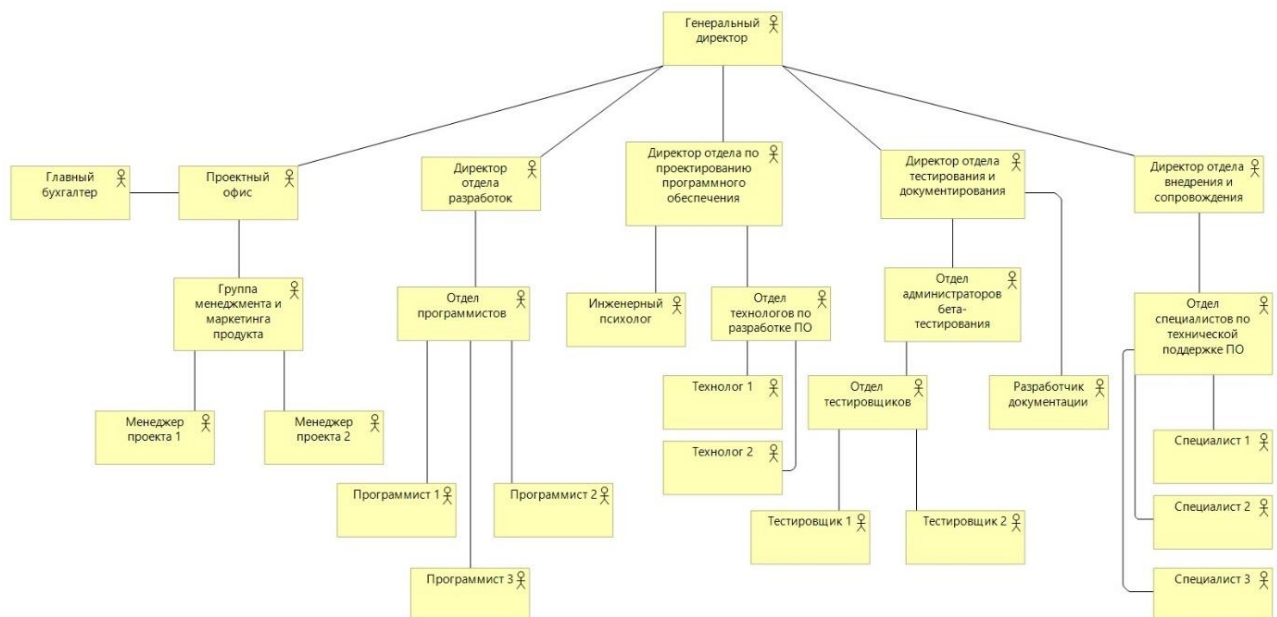 Генеральный
директор
Главный
бухгалтер
Проектный
офис
Директор
отдела
разработок
Директор отдела по
проектированию
программного
обеспечения
Директор отдела
тестирования и
документирования
Директор отдела
внедрения и
сопровождения
Группа
менеджмента и
маркетинга
продукта
Отдел
программистов
Инженерный
психолог
Отдел
технологов по
разработке ПО
Отдел
администраторов
бета-
тестирования
Отдел
специалистов по
технической
поддержке ПО
Менеджер
проекта 1
Менеджер
проекта 2
Технолог 1
Технолог 2
Отдел
тестировщиков
Разработчик
документации
Специалист 1
Программист 1
Программист 2
Программист 3
Тестировщик 1
Тестировщик 2
Специалист 2
Специалист 3